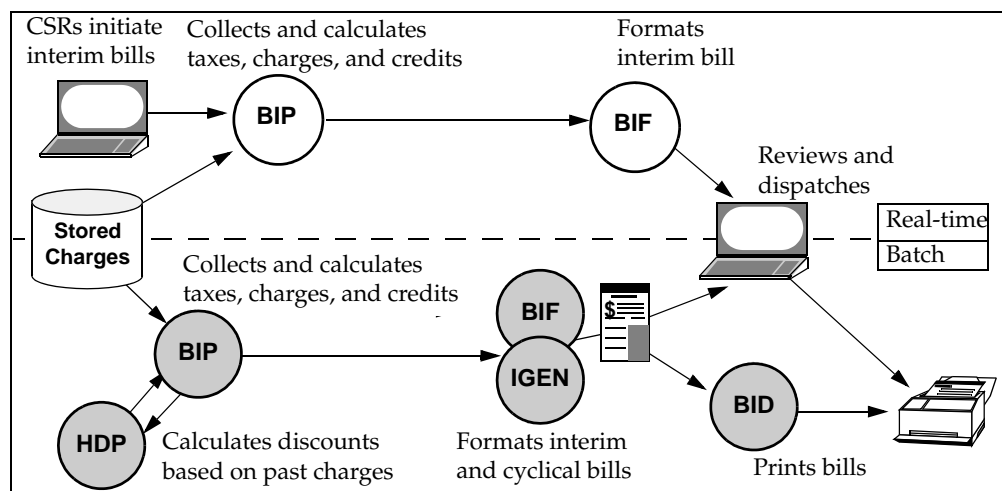 CSRs initiate
interim bills
Collects and calculates
taxes, charges, and credits
Formats
interim bill
BIP
BIF
Reviews and
dispatches
Stored
Charges
Real-time
Batch
Collects and calculates
taxes, charges, and credits
BIF
$
BIP
IGEN
BID
HDP
Calculates discounts
based on past charges
Formats interim
and cyclical bills
Prints bills